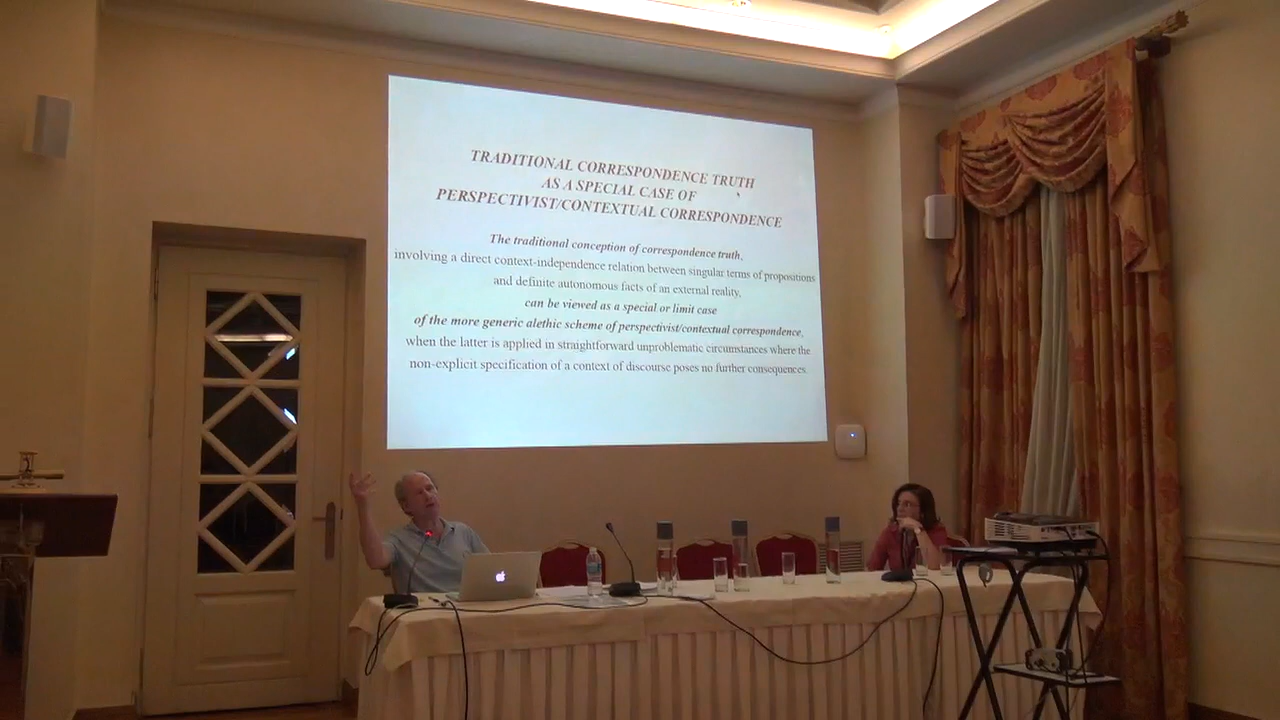 TRADITIONAL CORRESPONDENCE TRUTH
AS A SPECIAL CASE OF
PERSPECTIVIST/CONTEXTUAL CORRESPONDENCE
The traditional conception of correspondence truth,
involving a direct context-independence relation between singular terms of propositions
and definite autonomous facts of an external reality,
can be viewed as a special or limit case
of the more generic alethic scheme of perspectivist/contextual correspondence,
when the latter is applied in straightforward unproblematic circumstances where the
non-explicit specification of a context of discourse poses no further consequences.